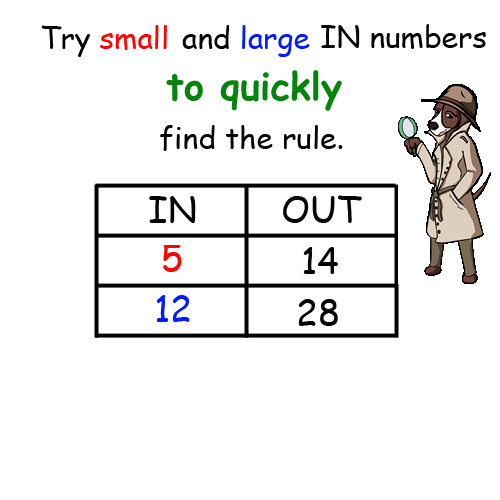 Try small and large IN numbers
to quickly
find the rule.
IN OUT
5 14
12 28